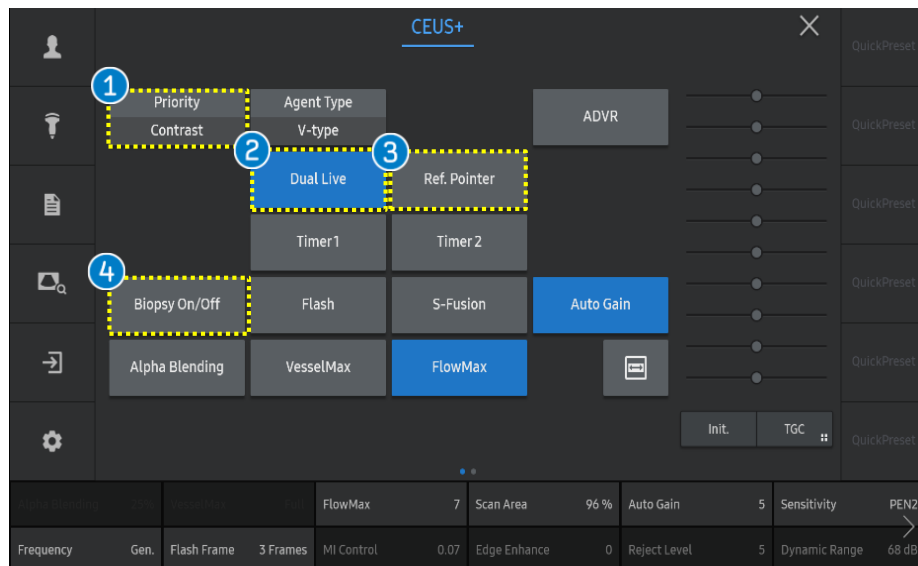 CEUS+
QuickPreset
1
Priority
Contrast
Agent Type
V-type
ADVR
QuickPreset
2
Dual Live
3
Ref. Pointer
QuickPreset
Timer1
Timer 2
4
Biopsy On/Off
Flash
S-Fusion
Auto Gain
QuickPreset
Alpha Blending
VesselMax
FlowMax
QuickPreset
Init.
TGC
QuickPreset
Alpha Blending
VesselMax
FlowMax 7
Scan Area 96 %
Auto Gain 5
Sensitivity PEN2
Frequency Gen.
Flash Frame 3 Frames
MI Control 0.07
Edge Enhance 0
Reject Level 5
Dynamic Range 68 dB